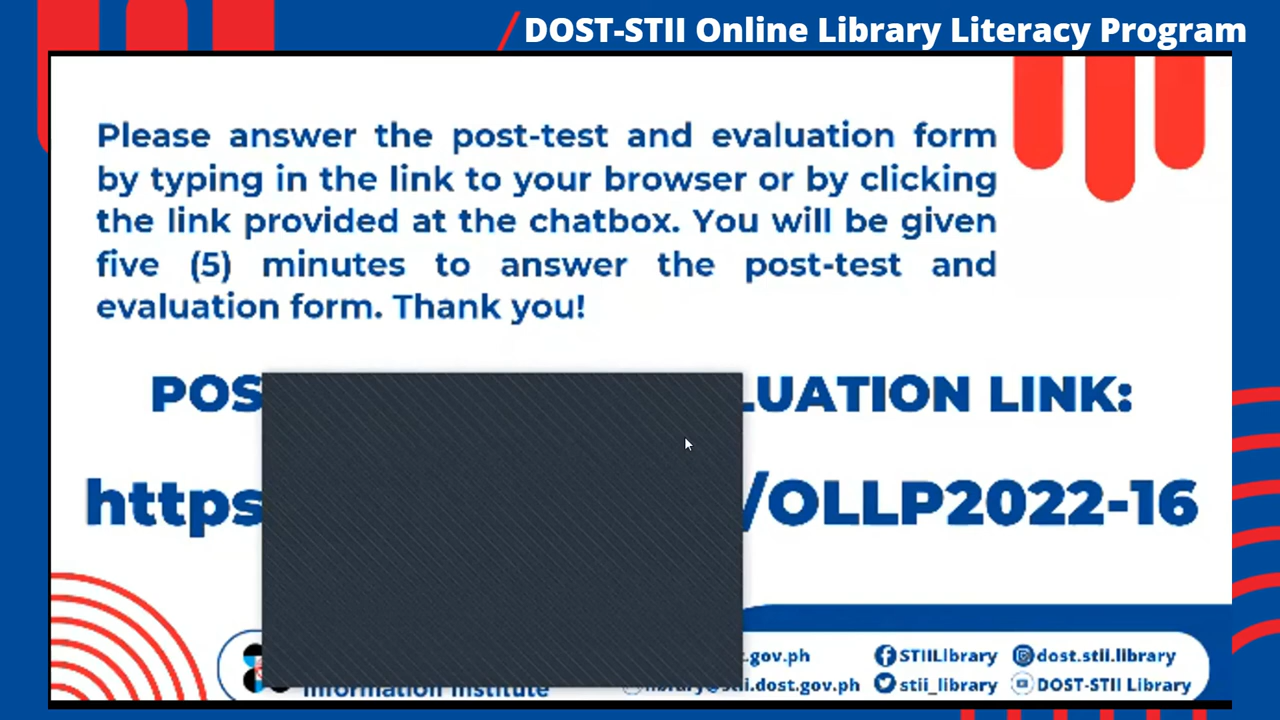 DOST-STII Online Library Literacy Program
Please answer the post-test and evaluation form
by typing in the link to your browser or by clicking
the link provided at the chatbox. You will be given
five (5) minutes to answer the post-test and
evaluation form. Thank you!
POS LUATION LINK:
https /OLLP2022-16
.gov.ph STIILibrary dost.stii.library
Information Institute library@stii.dost.gov.ph stii_library DOST-STII Library